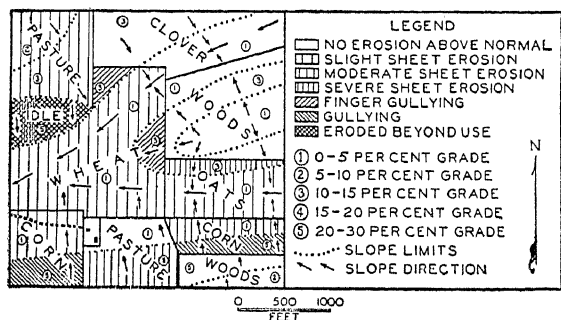 LEGEND
NO EROSION ABOVE NORMAL
SLIGHT SHEET EROSION
MODERATE SHEET EROSION
SEVERE SHEET EROSION
FINGER GULLYING
GULLYING
ERODED BEYOND USE
① 0-5 PER CENT GRADE
② 5-10 PER CENT GRADE
③ 10-15 PER CENT GRADE
④ 15-20 PER CENT GRADE
⑤ 20-30 PER CENT GRADE
SLOPE LIMITS
SLOPE DIRECTION
N
PASTURE
CLOVER
WOODS
IDLE
WHEAT
OATS
CORN
PASTURE
CORN
WOODS
0 500 1000
FEET